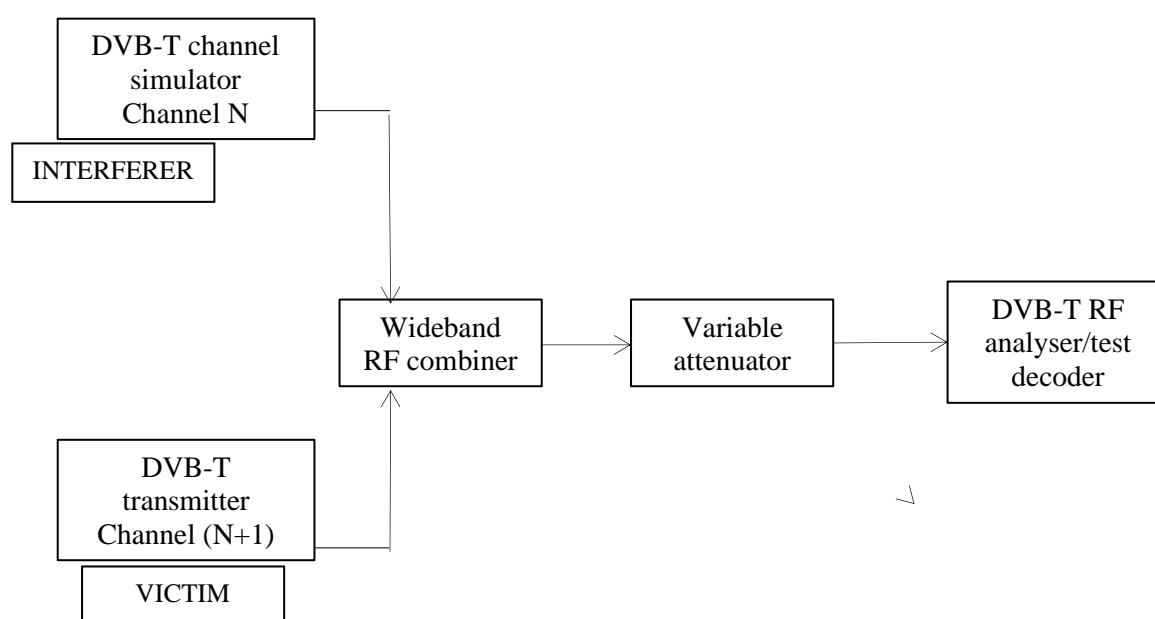 DVB-T channel
simulator
Channel N
INTERFERER
Wideband
RF combiner
Variable
attenuator
DVB-T RF
analyser/test
decoder
DVB-T
transmitter
Channel (N+1)
VICTIM